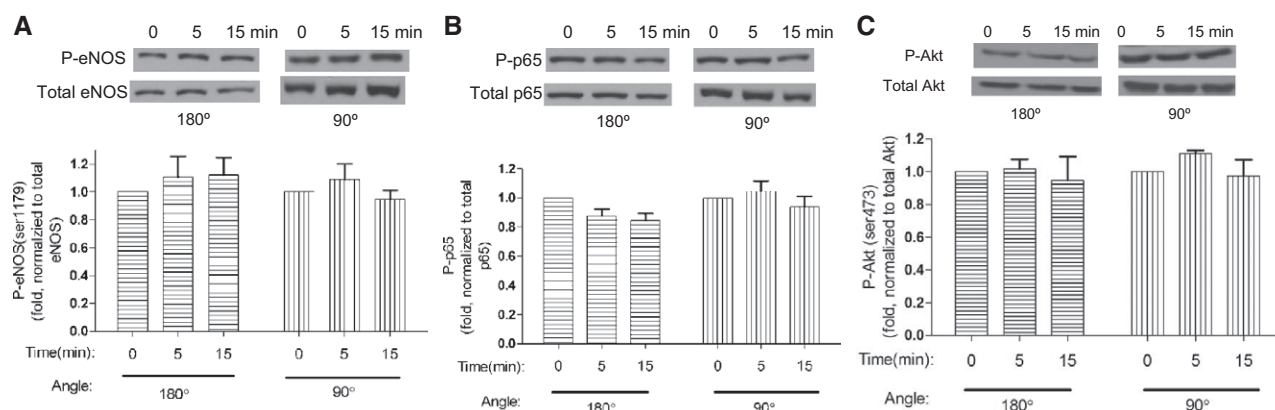 A
0 5 15 min
0 5 15 min
P-eNOS
Total eNOS
180º
90º
P-eNOS(ser1179)
(fold, normalzied to total
eNOS)
1.2
1.0
0.8
0.6
0.4
0.2
0.0
Time(min): 0 5 15 0 5 15
Angle: 180° 90°
B
0 5 15 min
0 5 15 min
P-p65
Total p65
180º
90º
P-p65
(fold, normalized to total
p65)
1.2
1.0
0.8
0.6
0.4
0.2
0.0
Time(min): 0 5 15 0 5 15
Angle: 180° 90°
C
0 5 15 min
0 5 15 min
P-Akt
Total Akt
180º
90º
P-Akt (ser473)
(fold, normalized to total Akt)
1.2
1.0
0.8
0.6
0.4
0.2
0.0
Time(min): 0 5 15 0 5 15
Angle: 180° 90°